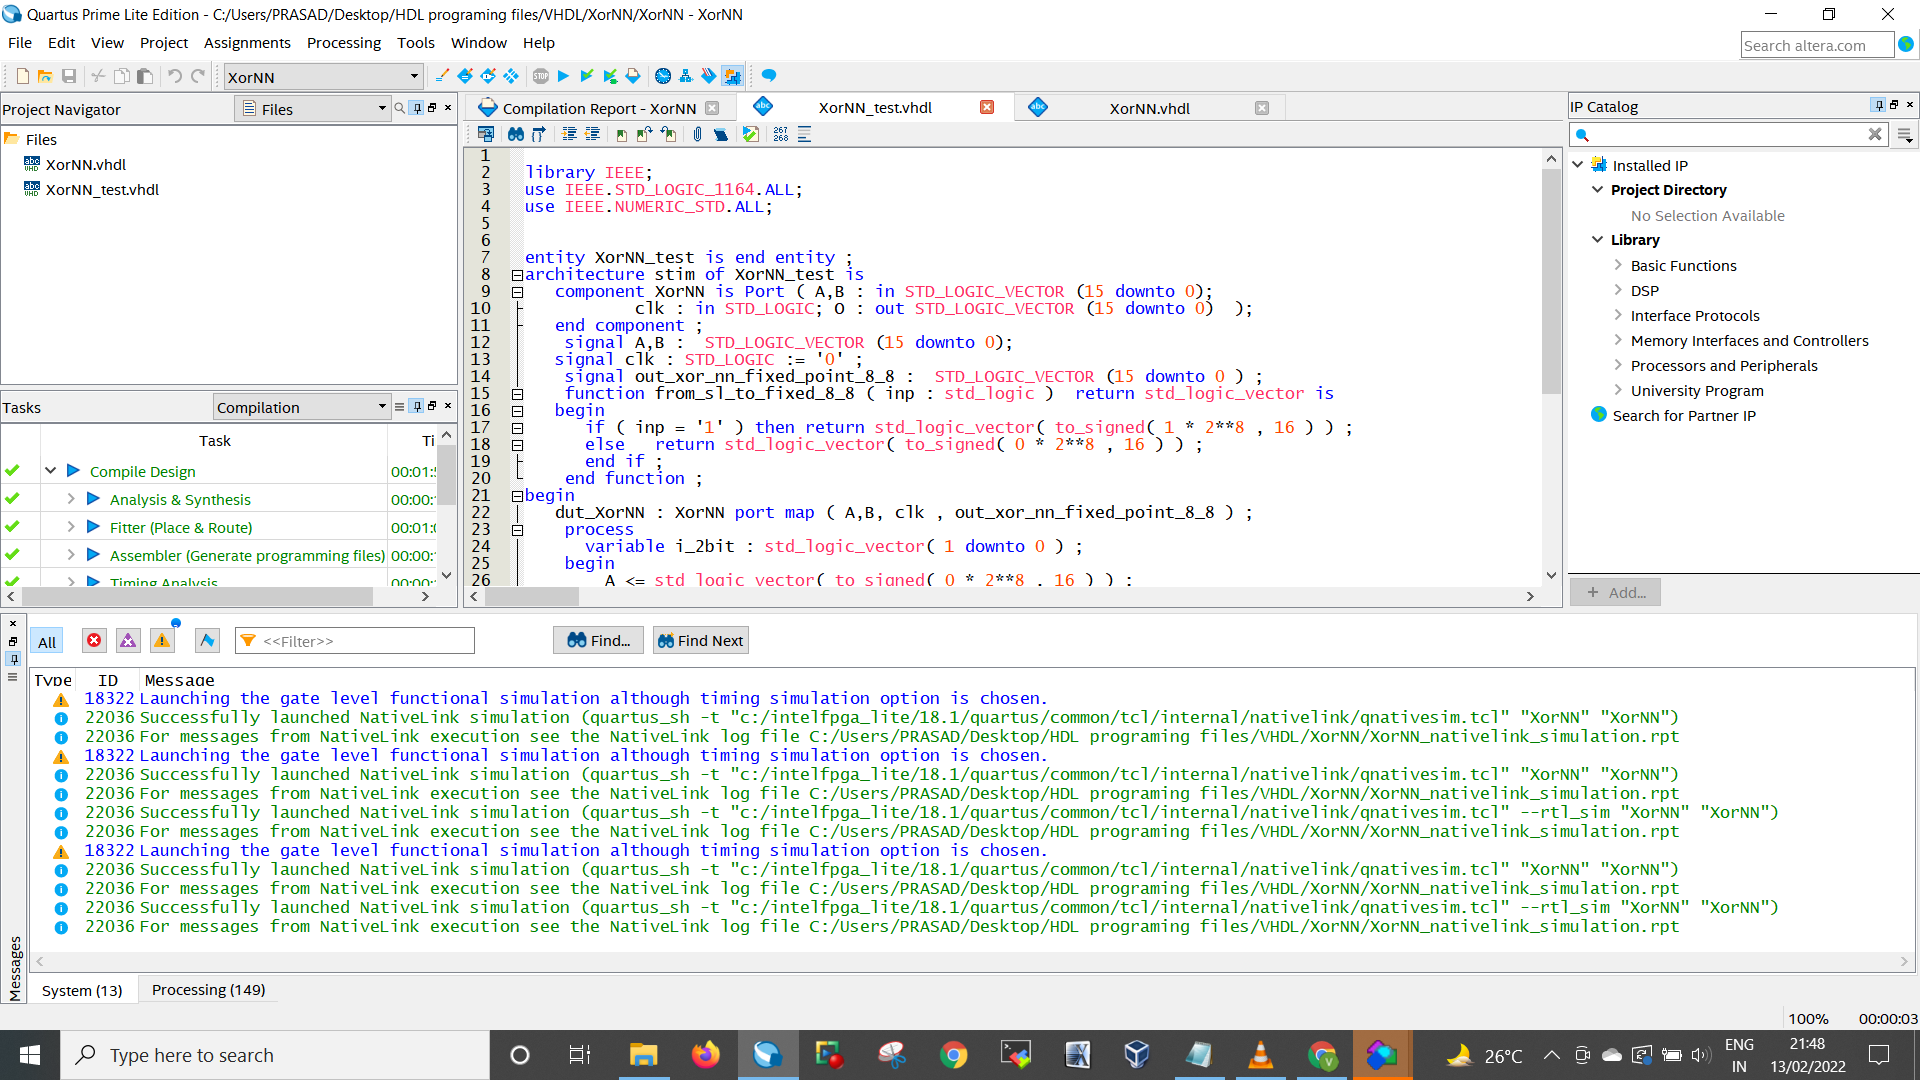 Quartus Prime Lite Edition - C:/Users/PRASAD/Desktop/HDL programing files/VHDL/XorNN/XorNN - XorNN
File Edit View Project Assignments Processing Tools Window Help
Search altera.com
XorNN
Project Navigator Files
Files
XorNN.vhdl
XorNN_test.vhdl
Tasks Compilation
Task
Compile Design 00:01:
Analysis & Synthesis 00:00:
Fitter (Place & Route) 00:01:
Assembler (Generate programming files) 00:00:
Timing Analysis 00:00:
Compilation Report - XorNN XorNN_test.vhdl XorNN.vhdl
267
268
1
2 library IEEE;
3 use IEEE.STD_LOGIC_1164.ALL;
4 use IEEE.NUMERIC_STD.ALL;
5
6
7 entity XorNN_test is end entity ;
8 architecture stim of XorNN_test is
9 component XorNN is Port ( A,B : in STD_LOGIC_VECTOR (15 downto 0);
10 clk : in STD_LOGIC; O : out STD_LOGIC_VECTOR (15 downto 0) );
11 end component ;
12 signal A,B : STD_LOGIC_VECTOR (15 downto 0);
13 signal clk : STD_LOGIC := '0' ;
14 signal out_xor_nn_fixed_point_8_8 : STD_LOGIC_VECTOR (15 downto 0 ) ;
15 function from_sl_to_fixed_8_8 ( inp : std_logic ) return std_logic_vector is
16 begin
17 if ( inp = '1' ) then return std_logic_vector( to_signed( 1 * 2**8 , 16 ) ) ;
18 else return std_logic_vector( to_signed( 0 * 2**8 , 16 ) ) ;
19 end if ;
20 end function ;
21 begin
22 dut_XorNN : XorNN port map ( A,B, clk , out_xor_nn_fixed_point_8_8 ) ;
23 process
24 variable i_2bit : std_logic_vector( 1 downto 0 ) ;
25 begin
26 A <= std_logic_vector( to_signed( 0 * 2**8 , 16 ) ) ;
IP Catalog
Installed IP
Project Directory
No Selection Available
Library
Basic Functions
DSP
Interface Protocols
Memory Interfaces and Controllers
Processors and Peripherals
University Program
Search for Partner IP
+ Add...
All <<Filter>> Find... Find Next
Type ID Message
18322 Launching the gate level functional simulation although timing simulation option is chosen.
22036 Successfully launched NativeLink simulation (quartus_sh -t "c:/intelfpga_lite/18.1/quartus/common/tcl/internal/nativelink/qnativesim.tcl" "XorNN" "XorNN")
22036 For messages from NativeLink execution see the NativeLink log file C:/Users/PRASAD/Desktop/HDL programing files/VHDL/XorNN/XorNN_nativelink_simulation.rpt
18322 Launching the gate level functional simulation although timing simulation option is chosen.
22036 Successfully launched NativeLink simulation (quartus_sh -t "c:/intelfpga_lite/18.1/quartus/common/tcl/internal/nativelink/qnativesim.tcl" "XorNN" "XorNN")
22036 For messages from NativeLink execution see the NativeLink log file C:/Users/PRASAD/Desktop/HDL programing files/VHDL/XorNN/XorNN_nativelink_simulation.rpt
22036 Successfully launched NativeLink simulation (quartus_sh -t "c:/intelfpga_lite/18.1/quartus/common/tcl/internal/nativelink/qnativesim.tcl" --rtl_sim "XorNN" "XorNN")
22036 For messages from NativeLink execution see the NativeLink log file C:/Users/PRASAD/Desktop/HDL programing files/VHDL/XorNN/XorNN_nativelink_simulation.rpt
18322 Launching the gate level functional simulation although timing simulation option is chosen.
22036 Successfully launched NativeLink simulation (quartus_sh -t "c:/intelfpga_lite/18.1/quartus/common/tcl/internal/nativelink/qnativesim.tcl" "XorNN" "XorNN")
22036 For messages from NativeLink execution see the NativeLink log file C:/Users/PRASAD/Desktop/HDL programing files/VHDL/XorNN/XorNN_nativelink_simulation.rpt
22036 Successfully launched NativeLink simulation (quartus_sh -t "c:/intelfpga_lite/18.1/quartus/common/tcl/internal/nativelink/qnativesim.tcl" --rtl_sim "XorNN" "XorNN")
22036 For messages from NativeLink execution see the NativeLink log file C:/Users/PRASAD/Desktop/HDL programing files/VHDL/XorNN/XorNN_nativelink_simulation.rpt
Messages
System (13) Processing (149)
100% 00:00:03
Type here to search
26°C
ENG
IN
21:48
13/02/2022